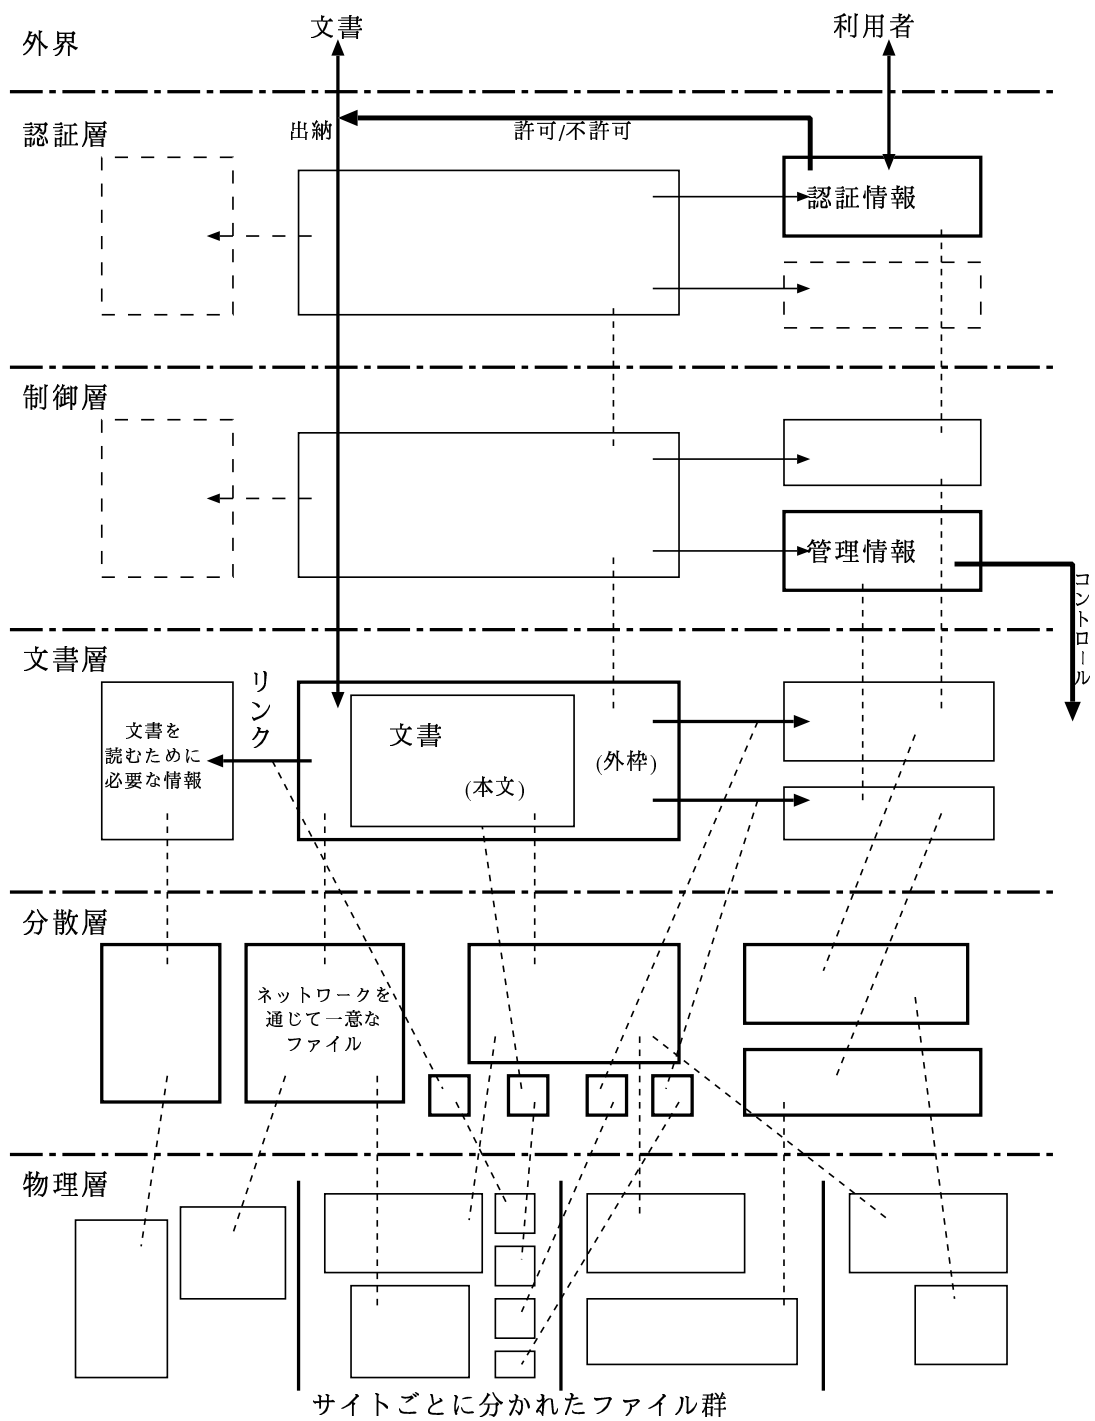 外界
文書
利用者
認証層
出納
許可/不許可
認証情報
制御層
管理情報
コントロール
文書層
リンク
文書を
読むために
必要な情報
文書
(本文)
(外枠)
分散層
ネットワークを
通じて一意な
ファイル
物理層
サイトごとに分かれたファイル群